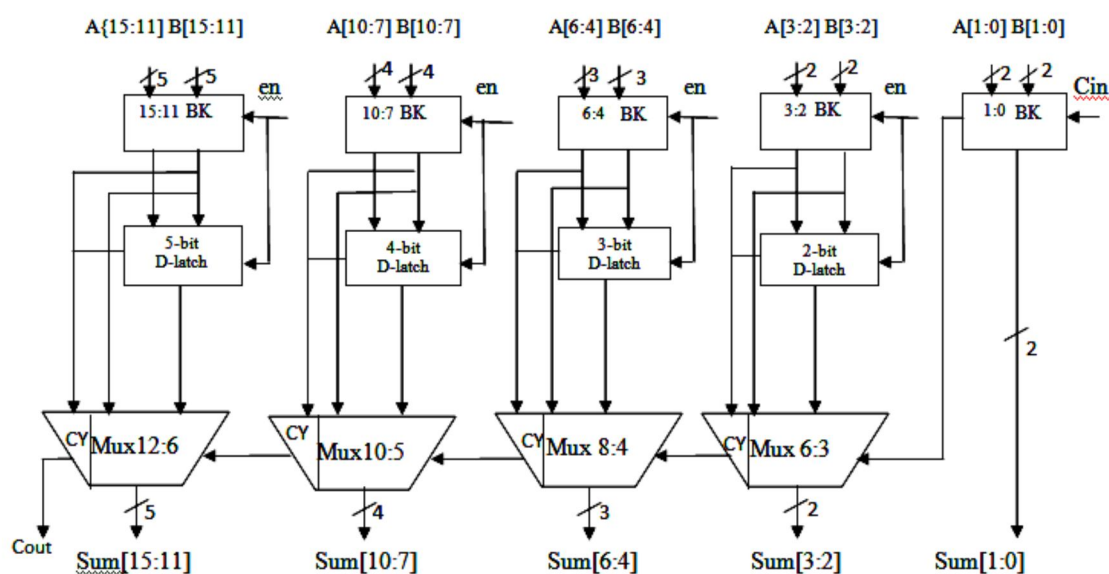 A{15:11] B[15:11] A[10:7] B[10:7] A[6:4] B[6:4] A[3:2] B[3:2] A[1:0] B[1:0]
5 5 en 4 4 en 3 3 en 2 2 en 2 2 Cin
15:11 BK 10:7 BK 6:4 BK 3:2 BK 1:0 BK
5-bit D-latch
4-bit D-latch
3-bit D-latch
2-bit D-latch
2
CY Mux12:6 CY Mux10:5 CY Mux 8:4 CY Mux 6:3
5 4 3 2
Cout Sum[15:11] Sum[10:7] Sum[6:4] Sum[3:2] Sum[1:0]